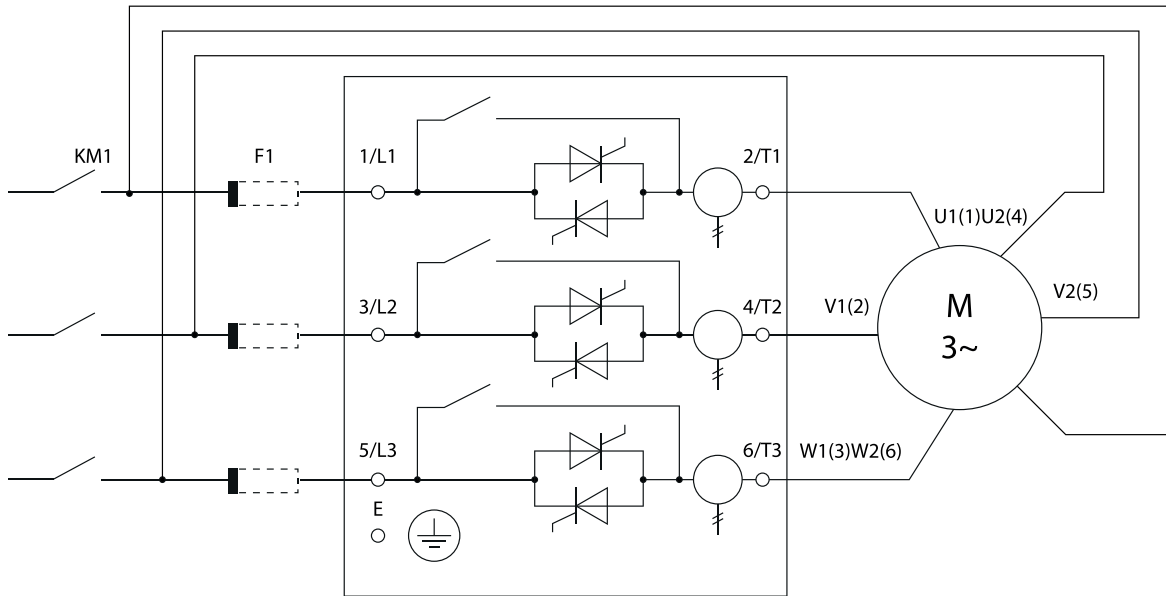 KM1
F1
1/L1
2/T1
U1(1)U2(4)
3/L2
4/T2
V1(2)
M
3~
V2(5)
5/L3
6/T3
W1(3)W2(6)
E